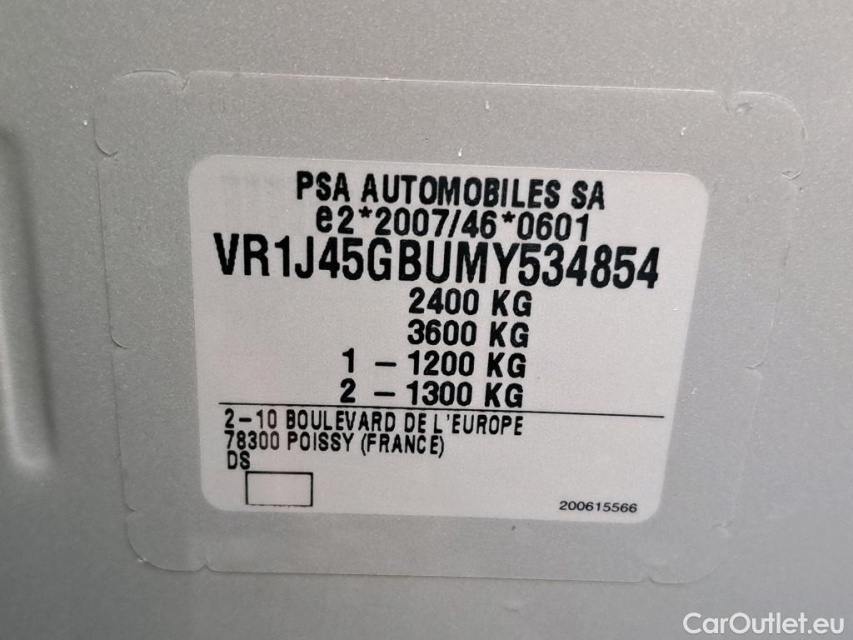 PSA AUTOMOBILES SA
e2*2007/46*0601
VR1J45GBUMY534854
2400 KG
3600 KG
1 – 1200 KG
2 – 1300 KG
2-10 BOULEVARD DE L'EUROPE
78300 POISSY (FRANCE)
DS
200615566
CarOutlet.eu